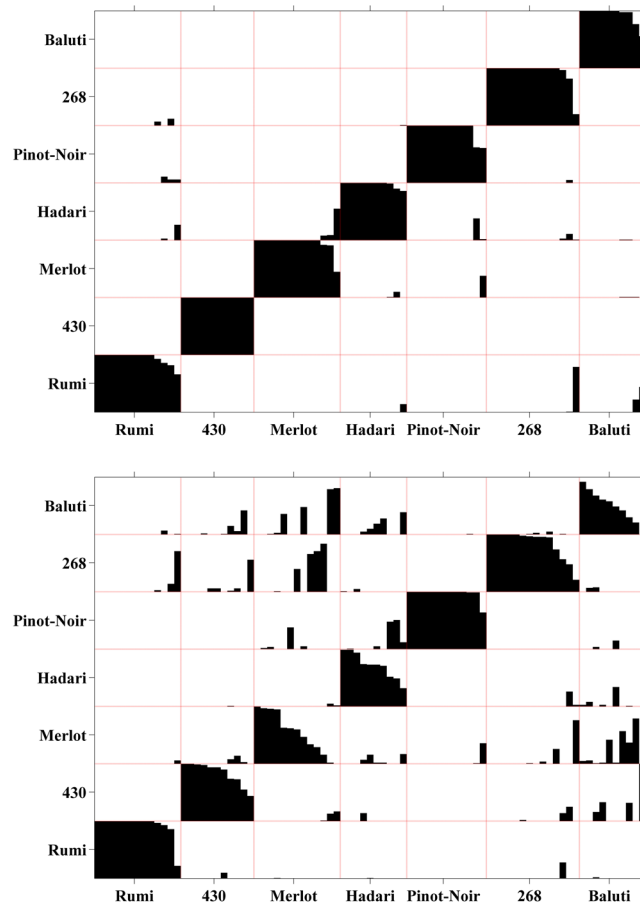 Baluti
268
Pinot-Noir
Hadari
Merlot
430
Rumi
Rumi 430 Merlot Hadari Pinot-Noir 268 Baluti
Baluti
268
Pinot-Noir
Hadari
Merlot
430
Rumi
Rumi 430 Merlot Hadari Pinot-Noir 268 Baluti